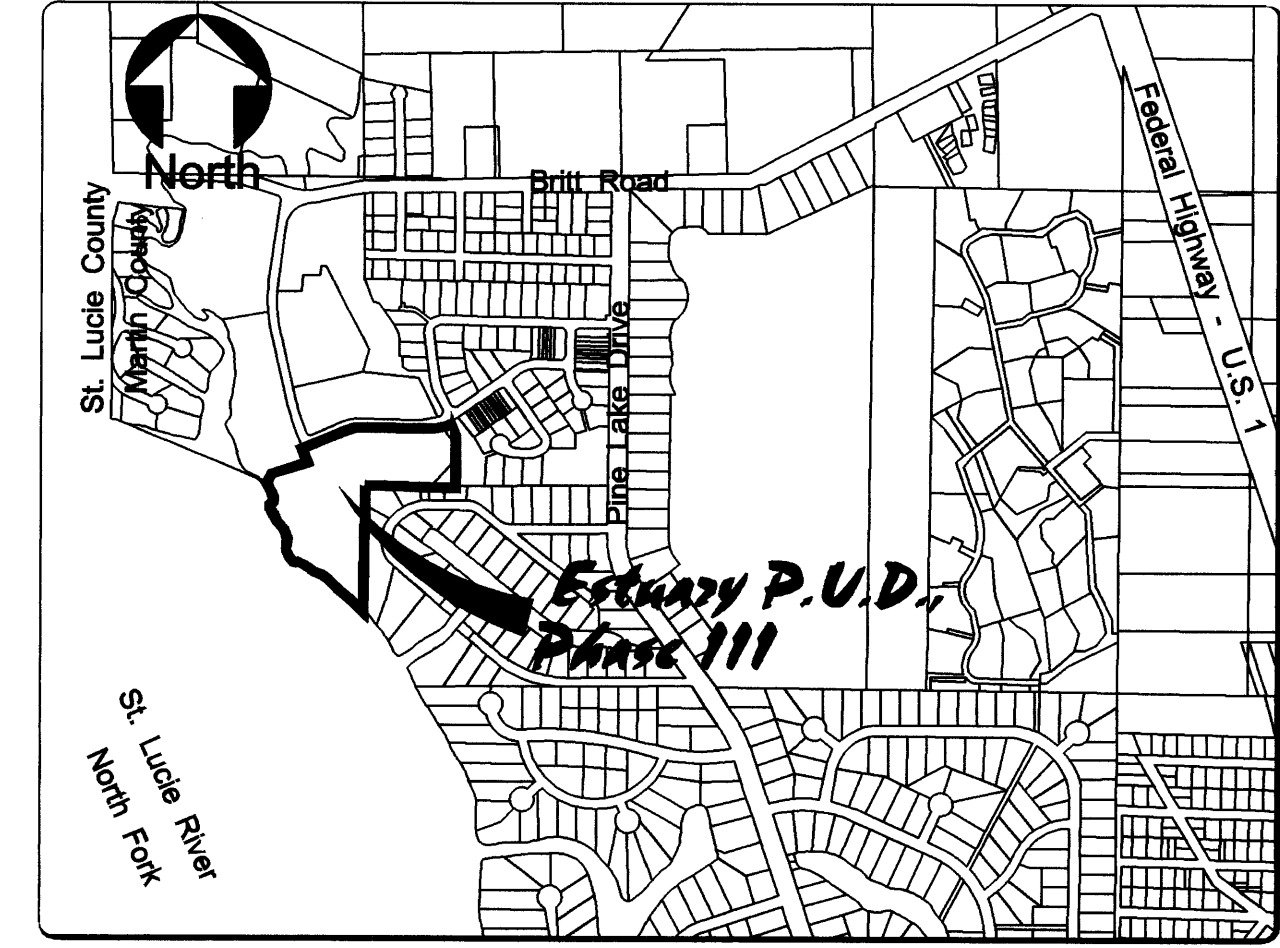 North
Britt Road
Federal Highway - U.S. 1
St. Lucie County
Martin County
Pine Lake Drive
Estuary P.U.D.,
Phase III
St. Lucie River
North Fork